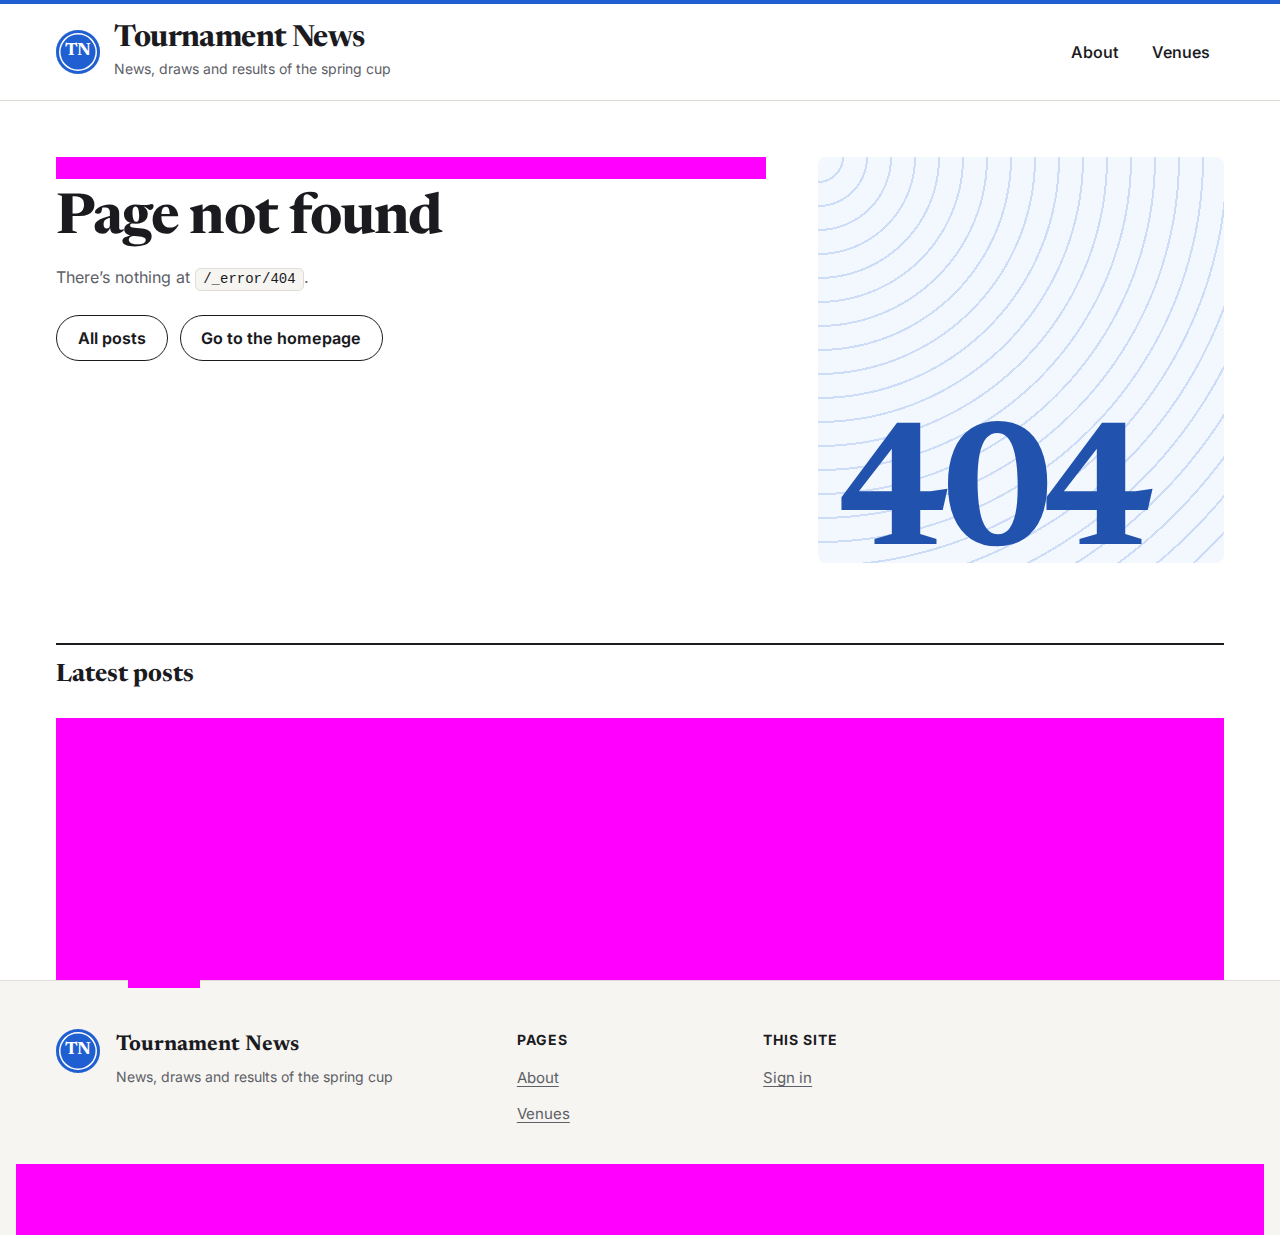 TN
Tournament News
News, draws and results of the spring cup
About
Venues
Page not found
There’s nothing at /_error/404.
All posts
Go to the homepage
404
Latest posts
TN
Tournament News
News, draws and results of the spring cup
PAGES
About
Venues
THIS SITE
Sign in